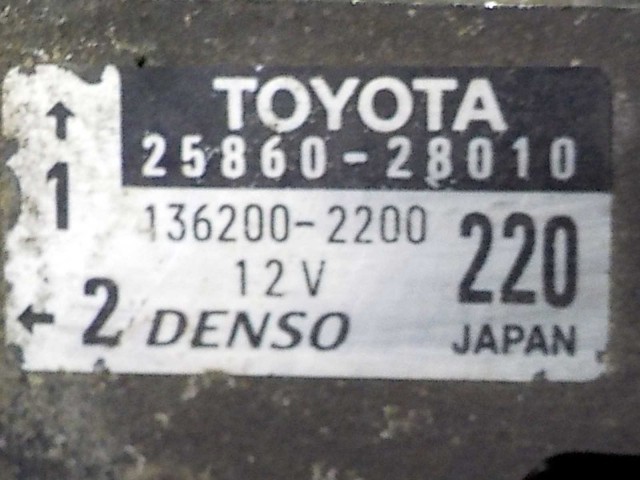 TOYOTA
25860-28010
↑
1
136200-2200
12V
220
← 2
DENSO
JAPAN